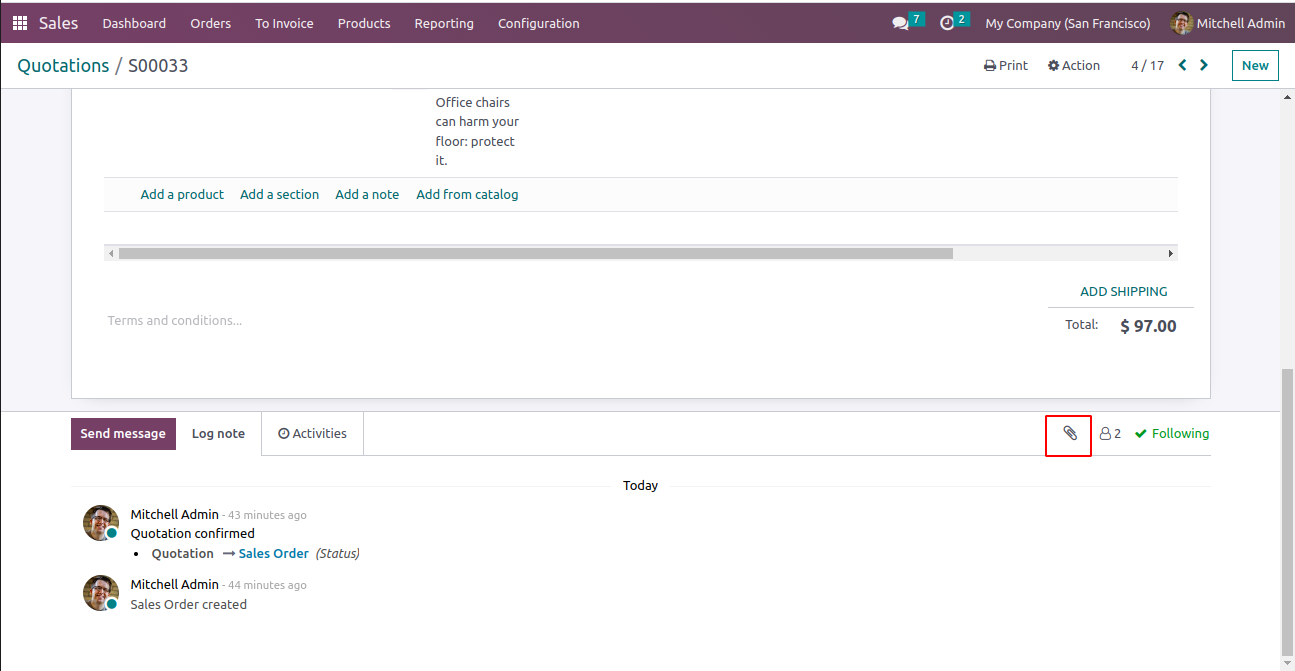 Sales Dashboard Orders To Invoice Products Reporting Configuration 7 2 My Company (San Francisco) Mitchell Admin
Quotations / S00033 Print Action 4 / 17 New
Office chairs
can harm your
floor: protect
it.
Add a product Add a section Add a note Add from catalog
ADD SHIPPING
Terms and conditions...
Total: $ 97.00
Send message Log note Activities 2 Following
Today
Mitchell Admin - 43 minutes ago
Quotation confirmed
• Quotation → Sales Order (Status)
Mitchell Admin - 44 minutes ago
Sales Order created